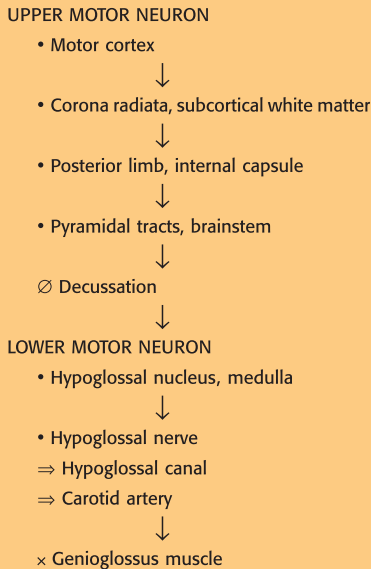 UPPER MOTOR NEURON
• Motor cortex
↓
• Corona radiata, subcortical white matter
↓
• Posterior limb, internal capsule
↓
• Pyramidal tracts, brainstem
↓
∅ Decussation
↓
LOWER MOTOR NEURON
• Hypoglossal nucleus, medulla
↓
• Hypoglossal nerve
⇒ Hypoglossal canal
⇒ Carotid artery
↓
× Genioglossus muscle